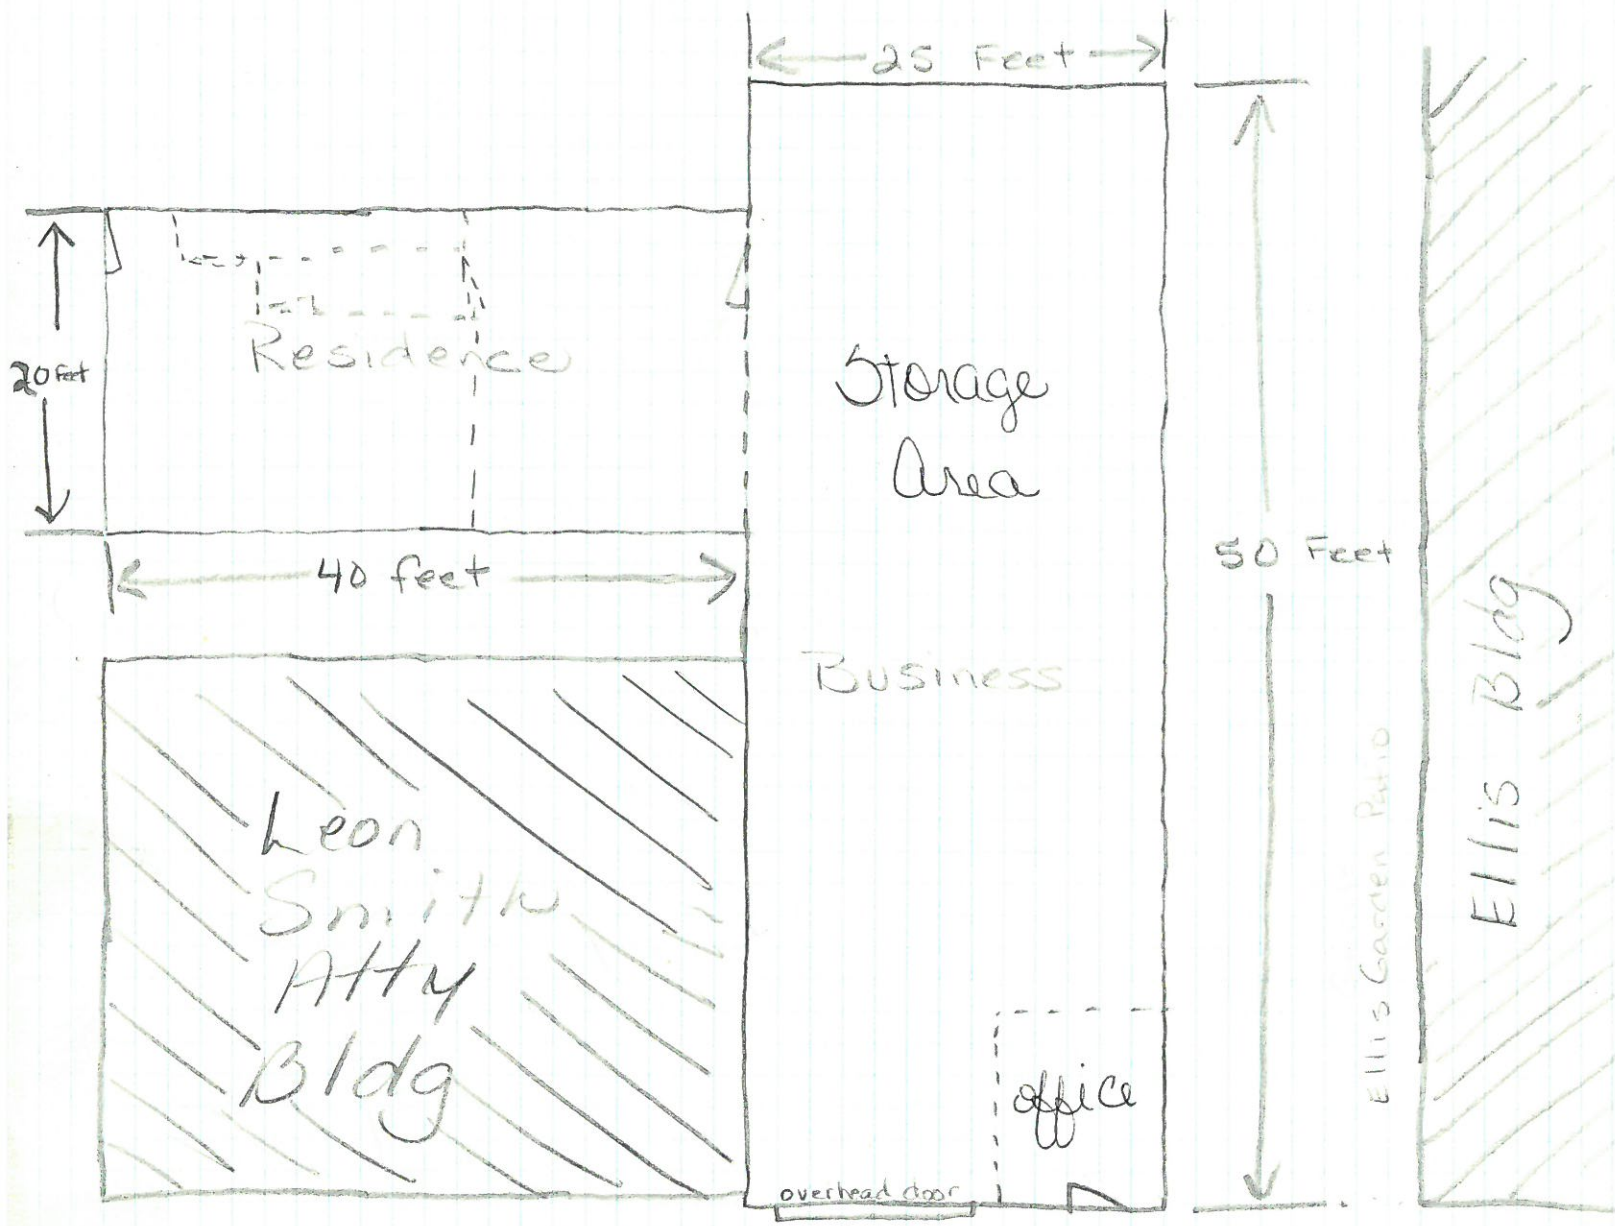 25 Feet
20 Feet
Residence
Storage
Area
40 feet
50 Feet
Business
Ellis Bldg
Ellis Garden Patio
Leon
Smith
Atty
Bldg
office
overhead door